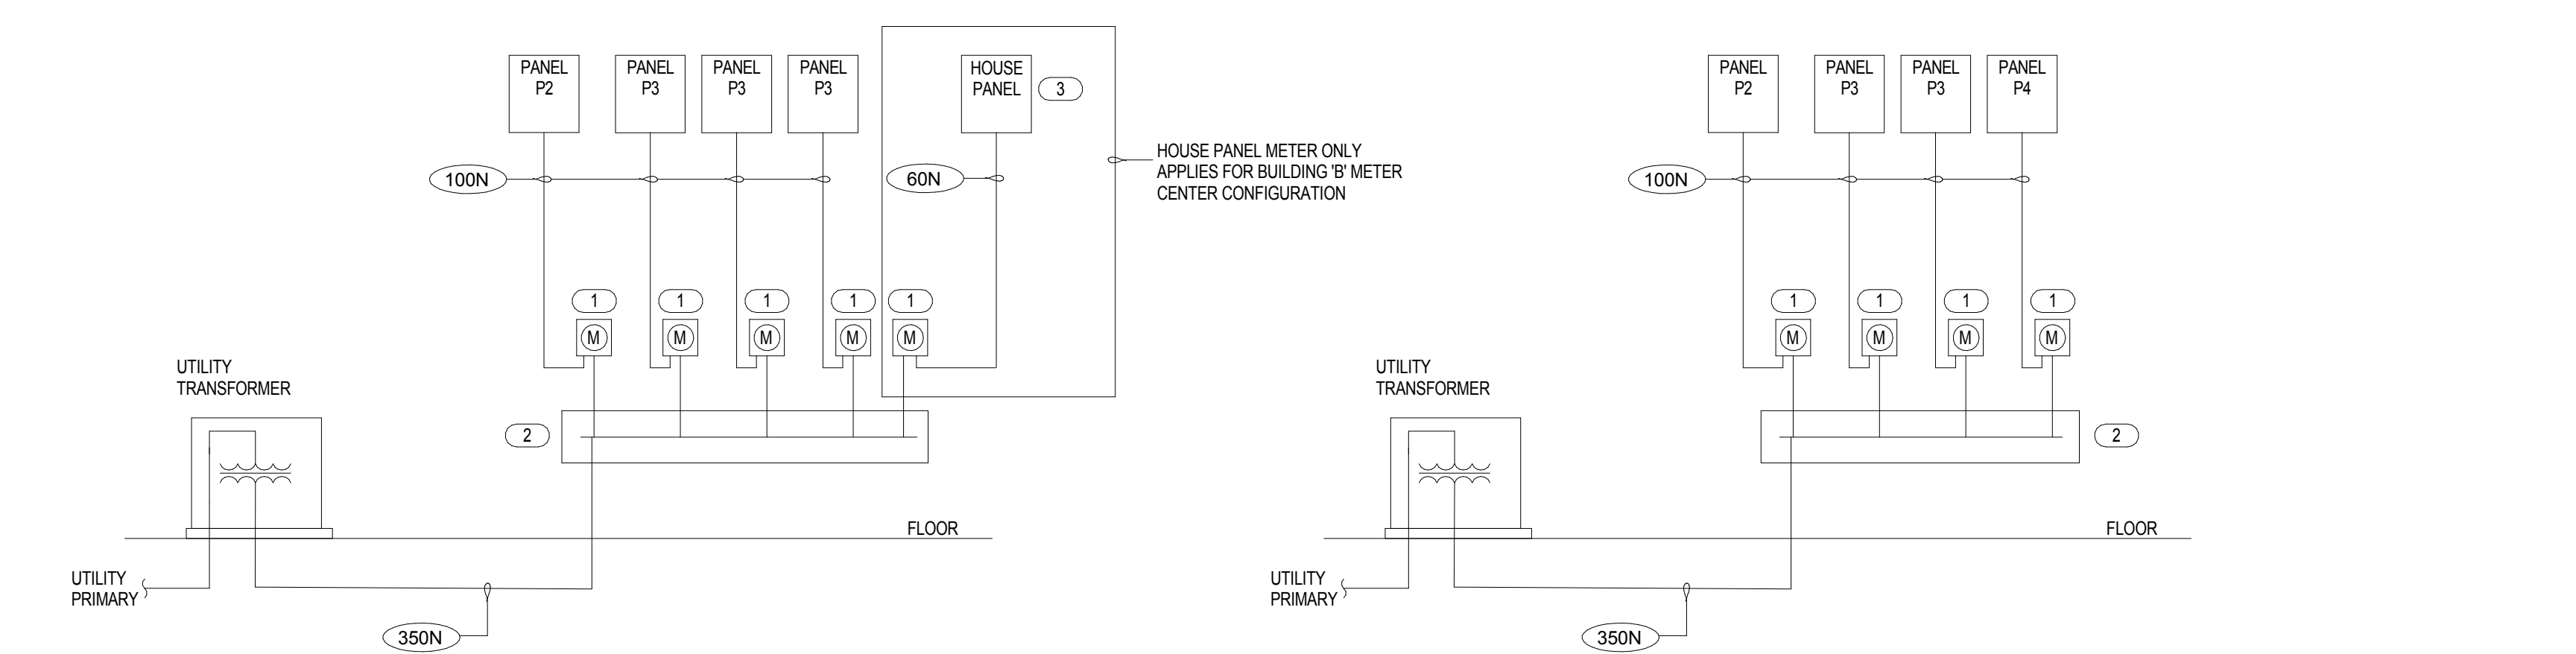 PANEL
P2
PANEL
P3
PANEL
P3
PANEL
P3
HOUSE
PANEL
3
100N
60N
HOUSE PANEL METER ONLY
APPLIES FOR BUILDING 'B' METER
CENTER CONFIGURATION
1
1
1
1
1
M
M
M
M
M
UTILITY
TRANSFORMER
2
FLOOR
UTILITY
PRIMARY
350N
PANEL
P2
PANEL
P3
PANEL
P3
PANEL
P4
100N
1
1
1
1
M
M
M
M
UTILITY
TRANSFORMER
2
FLOOR
UTILITY
PRIMARY
350N